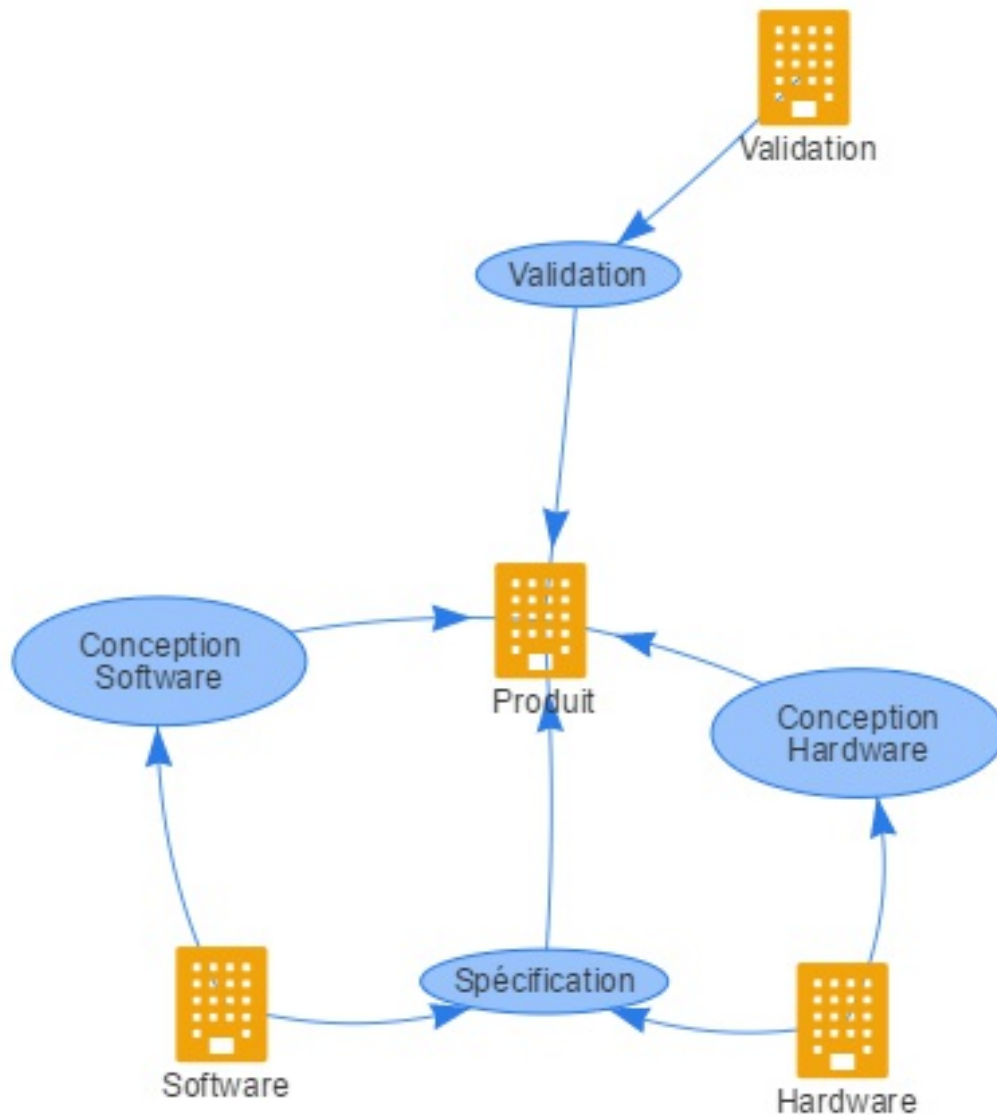 Validation
Validation
Produit
Conception
Software
Conception
Hardware
Spécification
Software
Hardware